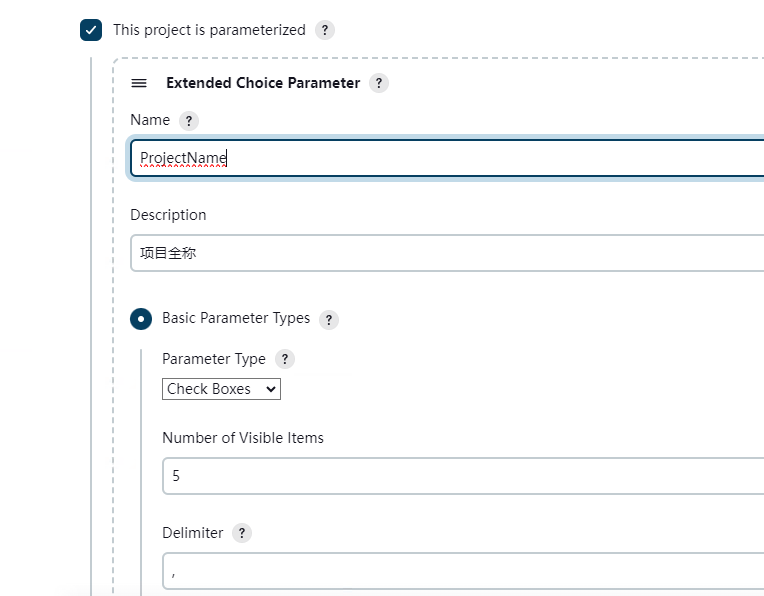 This project is parameterized ?
Extended Choice Parameter ?
Name ?
ProjectName
Description
项目全称
Basic Parameter Types ?
Parameter Type ?
Check Boxes
Number of Visible Items
5
Delimiter ?
,